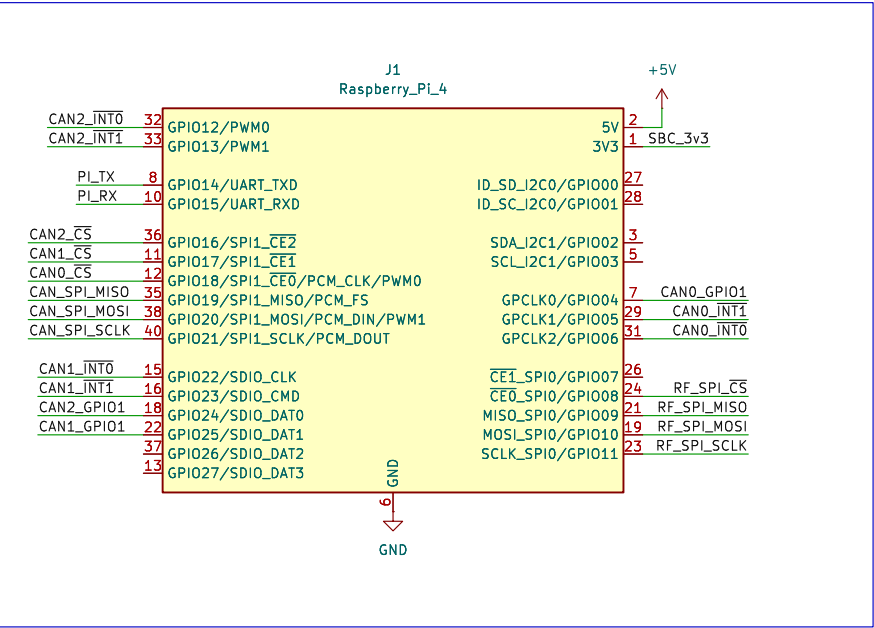 J1
Raspberry_Pi_4
+5V
CAN2_INT0 32 GPIO12/PWM0 5V 2
CAN2_INT1 33 GPIO13/PWM1 3V3 1 SBC_3v3
PI_TX 8 GPIO14/UART_TXD ID_SD_I2C0/GPIO00 27
PI_RX 10 GPIO15/UART_RXD ID_SC_I2C0/GPIO01 28
CAN2_CS 36 GPIO16/SPI1_CE2 SDA_I2C1/GPIO02 3
CAN1_CS 11 GPIO17/SPI1_CE1 SCL_I2C1/GPIO03 5
CAN0_CS 12 GPIO18/SPI1_CE0/PCM_CLK/PWM0
CAN_SPI_MISO 35 GPIO19/SPI1_MISO/PCM_FS GPCLK0/GPIO04 7 CAN0_GPIO1
CAN_SPI_MOSI 38 GPIO20/SPI1_MOSI/PCM_DIN/PWM1 GPCLK1/GPIO05 29 CAN0_INT1
CAN_SPI_SCLK 40 GPIO21/SPI1_SCLK/PCM_DOUT GPCLK2/GPIO06 31 CAN0_INT0
CAN1_INT0 15 GPIO22/SDIO_CLK CE1_SPI0/GPIO07 26
CAN1_INT1 16 GPIO23/SDIO_CMD CE0_SPI0/GPIO08 24 RF_SPI_CS
CAN2_GPIO1 18 GPIO24/SDIO_DAT0 MISO_SPI0/GPIO09 21 RF_SPI_MISO
CAN1_GPIO1 22 GPIO25/SDIO_DAT1 MOSI_SPI0/GPIO10 19 RF_SPI_MOSI
37 GPIO26/SDIO_DAT2 SCLK_SPI0/GPIO11 23 RF_SPI_SCLK
13 GPIO27/SDIO_DAT3
GND
6
GND